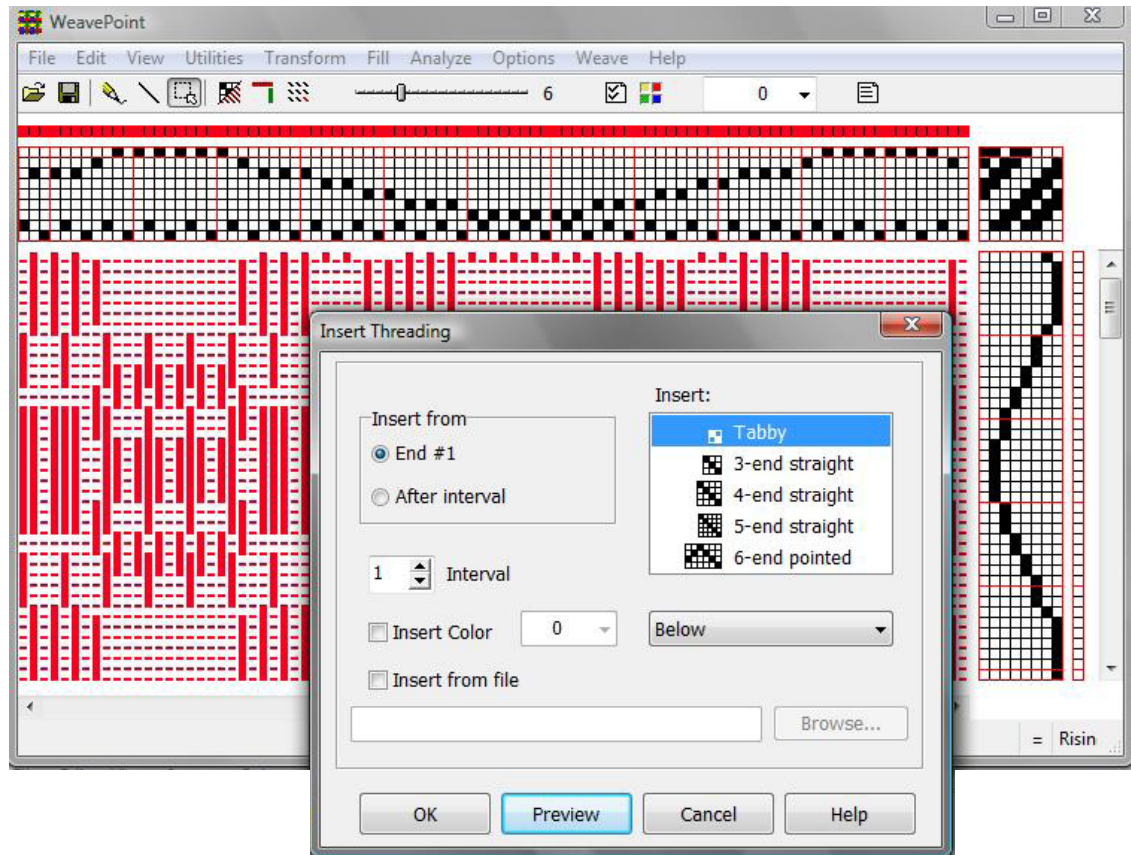 WeavePoint
File Edit View Utilities Transform Fill Analyze Options Weave Help
6 0
Insert Threading
Insert from
End #1
After interval
1 Interval
Insert Color 0
Insert from file
Browse...
Insert:
Tabby
3-end straight
4-end straight
5-end straight
6-end pointed
Below
OK Preview Cancel Help
= Risin